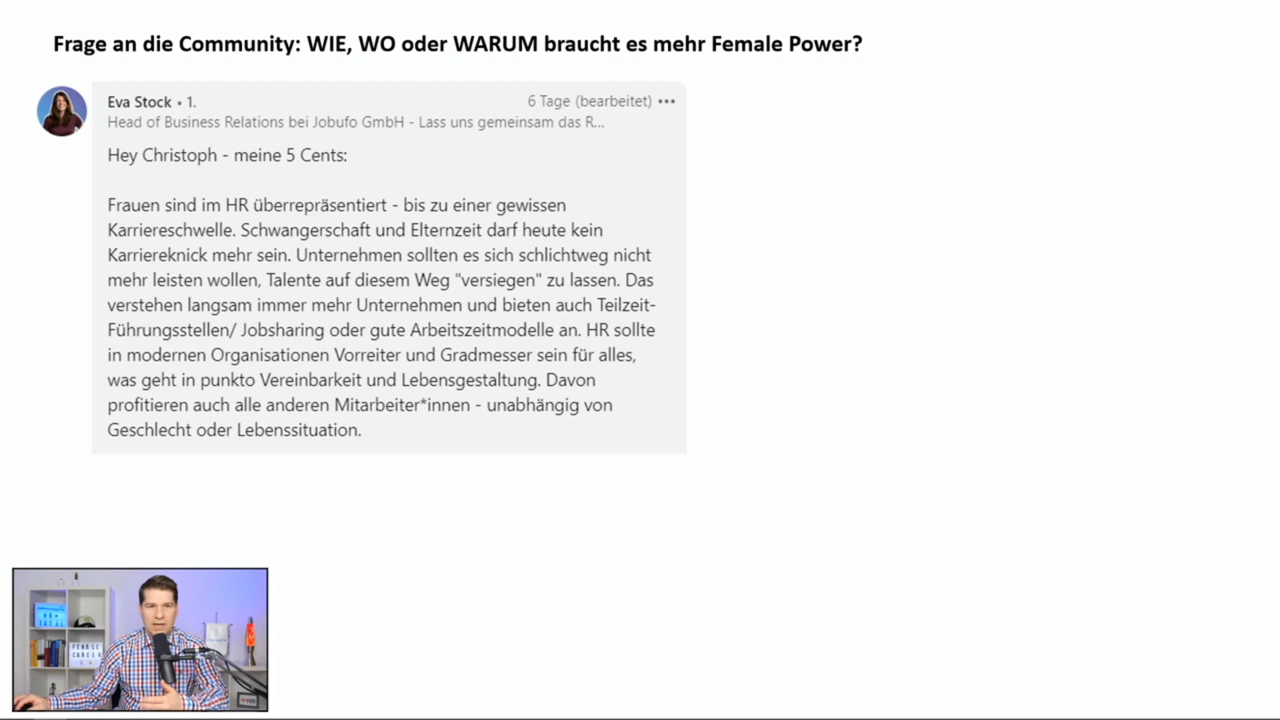 Frage an die Community: WIE, WO oder WARUM braucht es mehr Female Power?
Eva Stock • 1.
6 Tage (bearbeitet) •••
Head of Business Relations bei Jobufo GmbH - Lass uns gemeinsam das R...
Hey Christoph - meine 5 Cents:
Frauen sind im HR überrepräsentiert - bis zu einer gewissen
Karriereschwelle. Schwangerschaft und Elternzeit darf heute kein
Karriereknick mehr sein. Unternehmen sollten es sich schlichtweg nicht
mehr leisten wollen, Talente auf diesem Weg "versiegen" zu lassen. Das
verstehen langsam immer mehr Unternehmen und bieten auch Teilzeit-
Führungsstellen/ Jobsharing oder gute Arbeitszeitmodelle an. HR sollte
in modernen Organisationen Vorreiter und Gradmesser sein für alles,
was geht in punkto Vereinbarkeit und Lebensgestaltung. Davon
profitieren auch alle anderen Mitarbeiter*innen - unabhängig von
Geschlecht oder Lebenssituation.
FEMALE
CAREER